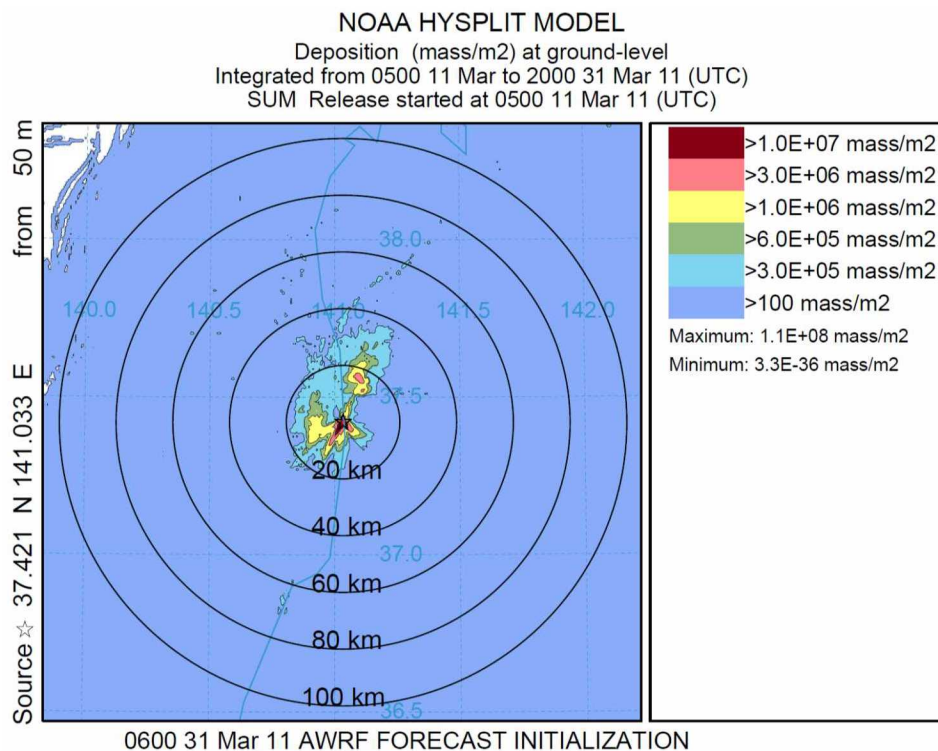 NOAA HYSPLIT MODEL
Deposition (mass/m2) at ground-level
Integrated from 0500 11 Mar to 2000 31 Mar 11 (UTC)
SUM Release started at 0500 11 Mar 11 (UTC)
Source ☆ 37.421 N 141.033 E from 50 m
38.0
140.0 140.5 141.0 141.5 142.0
37.5
20 km
40 km
37.0
60 km
80 km
100 km
36.5
>1.0E+07 mass/m2
>3.0E+06 mass/m2
>1.0E+06 mass/m2
>6.0E+05 mass/m2
>3.0E+05 mass/m2
>100 mass/m2
Maximum: 1.1E+08 mass/m2
Minimum: 3.3E-36 mass/m2
0600 31 Mar 11 AWRF FORECAST INITIALIZATION